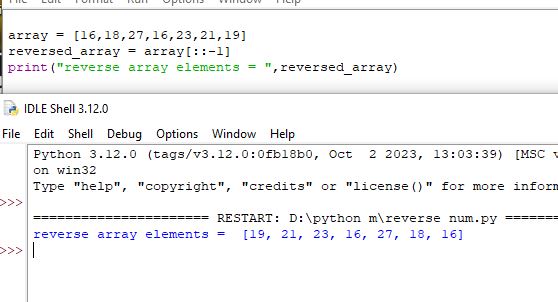 File Edit Format Run Options Window Help
array = [16,18,27,16,23,21,19]
reversed_array = array[::-1]
print("reverse array elements = ",reversed_array)
IDLE Shell 3.12.0
File Edit Shell Debug Options Window Help
Python 3.12.0 (tags/v3.12.0:0fb18b0, Oct  2 2023, 13:03:39) [MSC v
on win32
Type "help", "copyright", "credits" or "license()" for more infor
>>>
====================== RESTART: D:\python m\reverse num.py =======
reverse array elements =  [19, 21, 23, 16, 27, 18, 16]
>>>